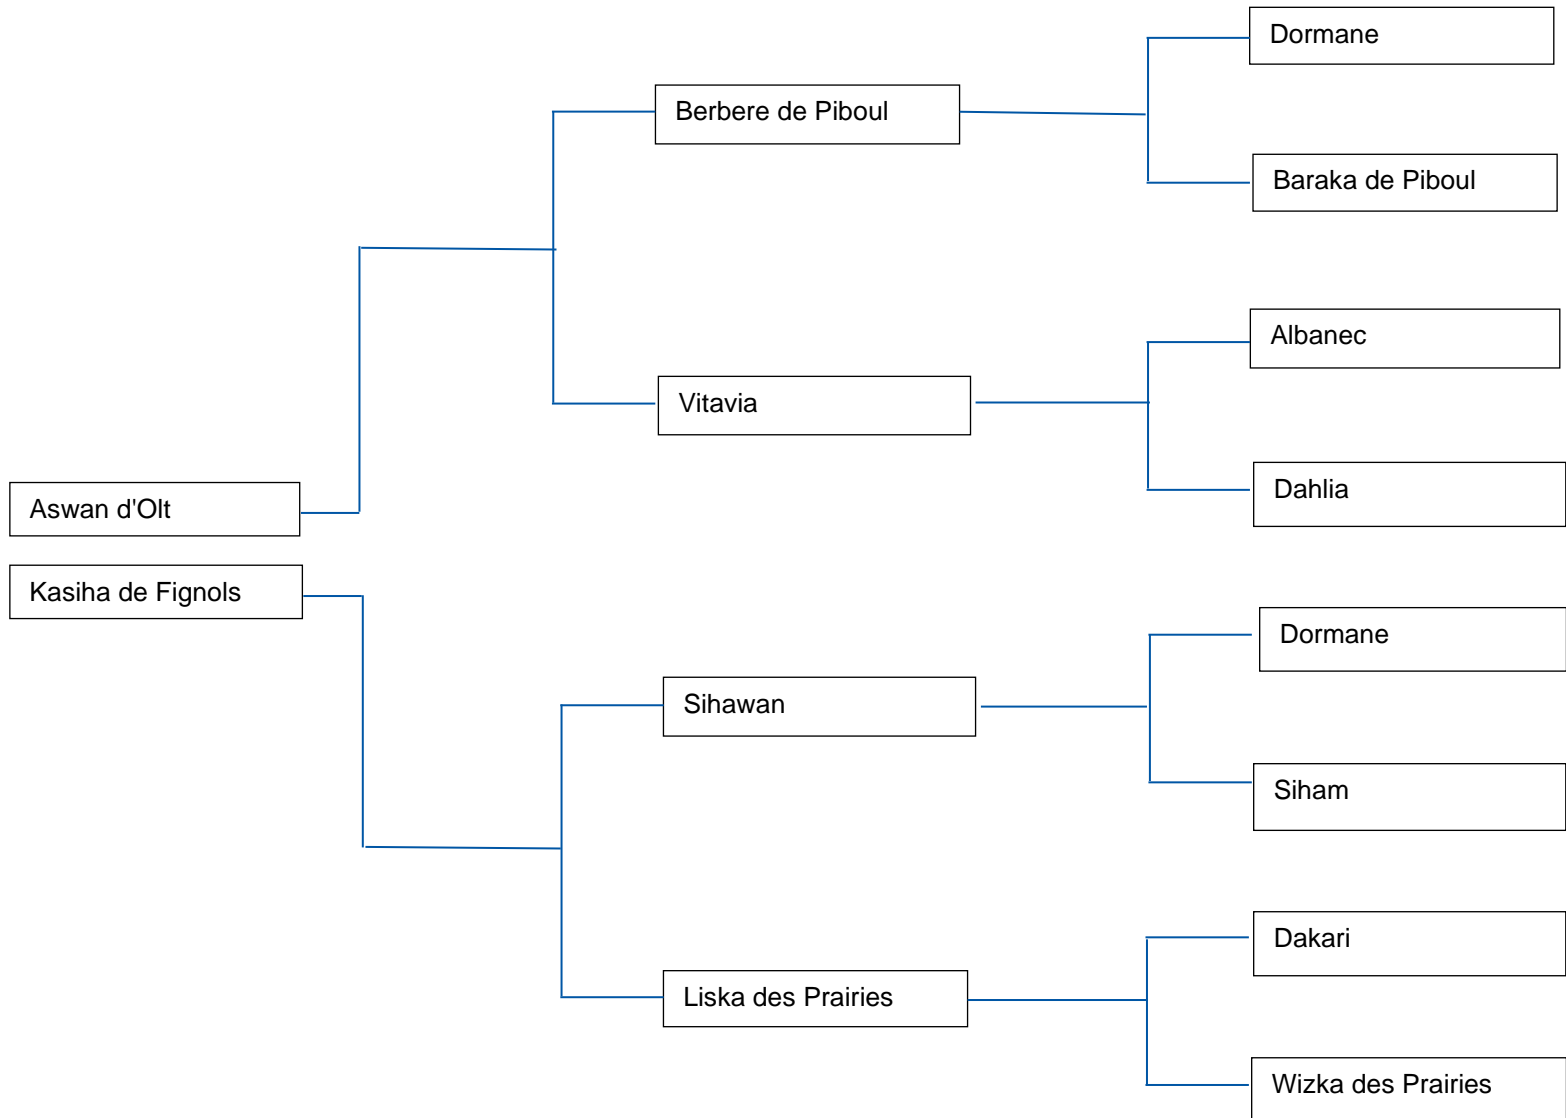 Dormane
Berbere de Piboul
Baraka de Piboul
Albanec
Vitavia
Dahlia
Aswan d'Olt
Kasiha de Fignols
Dormane
Sihawan
Siham
Dakari
Liska des Prairies
Wizka des Prairies